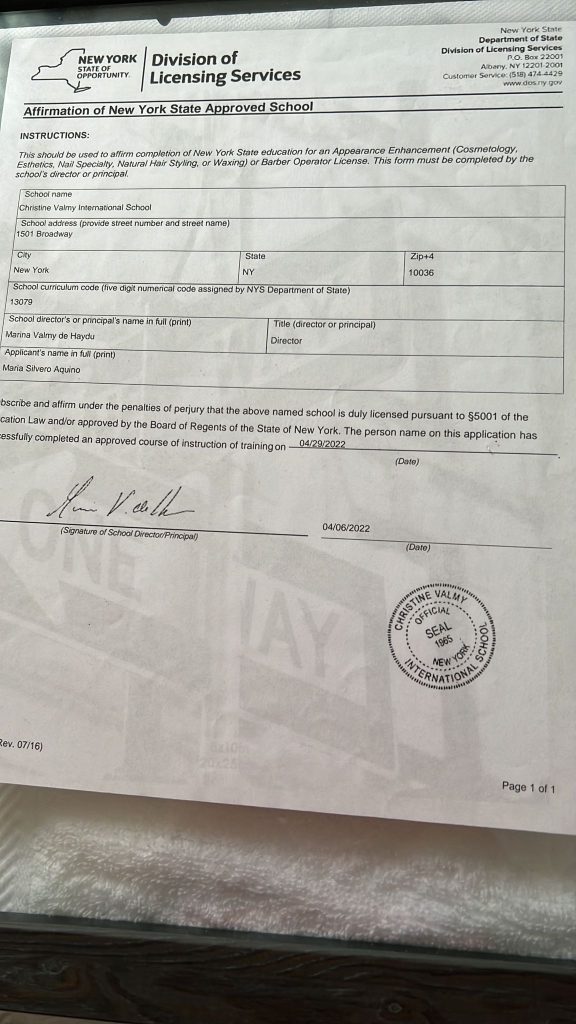 New York State
Department of State
Division of Licensing Services
P.O. Box 22001
Albany, NY 12201-2001
Customer Service: (518) 474-4429
www.dos.ny.gov
NEW YORK
STATE OF
OPPORTUNITY.
Division of
Licensing Services
Affirmation of New York State Approved School
INSTRUCTIONS:
This should be used to affirm completion of New York State education for an Appearance Enhancement (Cosmetology,
Esthetics, Nail Specialty, Natural Hair Styling, or Waxing) or Barber Operator License. This form must be completed by the
school's director or principal.
School name
Christine Valmy International School
School address (provide street number and street name)
1501 Broadway
City State Zip+4
New York NY 10036
School curriculum code (five digit numerical code assigned by NYS Department of State)
13079
School director's or principal's name in full (print) Title (director or principal)
Marina Valmy de Haydu Director
Applicant's name in full (print)
Maria Silvero Aquino
bscribe and affirm under the penalties of perjury that the above named school is duly licensed pursuant to §5001 of the
cation Law and/or approved by the Board of Regents of the State of New York. The person name on this application has
essfully completed an approved course of instruction of training on 04/29/2022
(Date)
04/06/2022
(Signature of School Director/Principal) (Date)
ONE
WAY
CHRISTINE VALMY
OFFICIAL
SEAL
1965
NEW YORK
INTERNATIONAL SCHOOL
Rev. 07/16)
Page 1 of 1